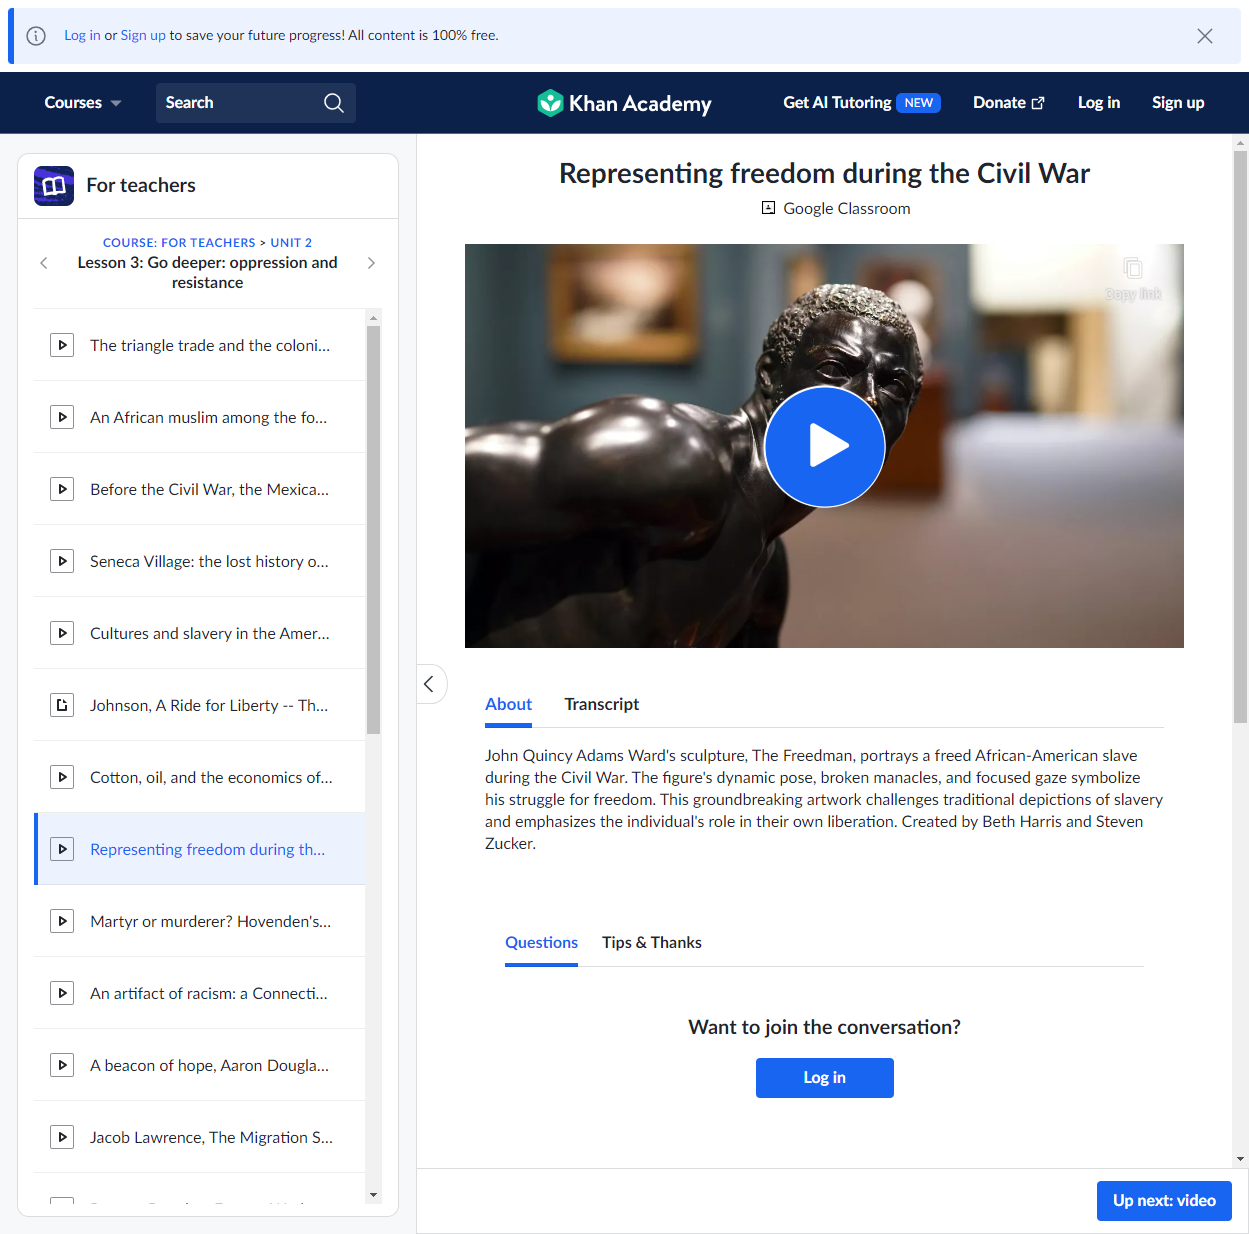 Log in or Sign up to save your future progress! All content is 100% free.
Courses
Search
Khan Academy
Get AI Tutoring NEW
Donate
Log in
Sign up
For teachers
COURSE: FOR TEACHERS > UNIT 2
Lesson 3: Go deeper: oppression and
resistance
The triangle trade and the coloni...
An African muslim among the fo...
Before the Civil War, the Mexica...
Seneca Village: the lost history o...
Cultures and slavery in the Amer...
Johnson, A Ride for Liberty -- Th...
Cotton, oil, and the economics of...
Representing freedom during th...
Martyr or murderer? Hovenden's...
An artifact of racism: a Connecti...
A beacon of hope, Aaron Dougla...
Jacob Lawrence, The Migration S...
Representing freedom during the Civil War
Google Classroom
Copy link
About
Transcript
John Quincy Adams Ward's sculpture, The Freedman, portrays a freed African-American slave
during the Civil War. The figure's dynamic pose, broken manacles, and focused gaze symbolize
his struggle for freedom. This groundbreaking artwork challenges traditional depictions of slavery
and emphasizes the individual's role in their own liberation. Created by Beth Harris and Steven
Zucker.
Questions
Tips & Thanks
Want to join the conversation?
Log in
Up next: video